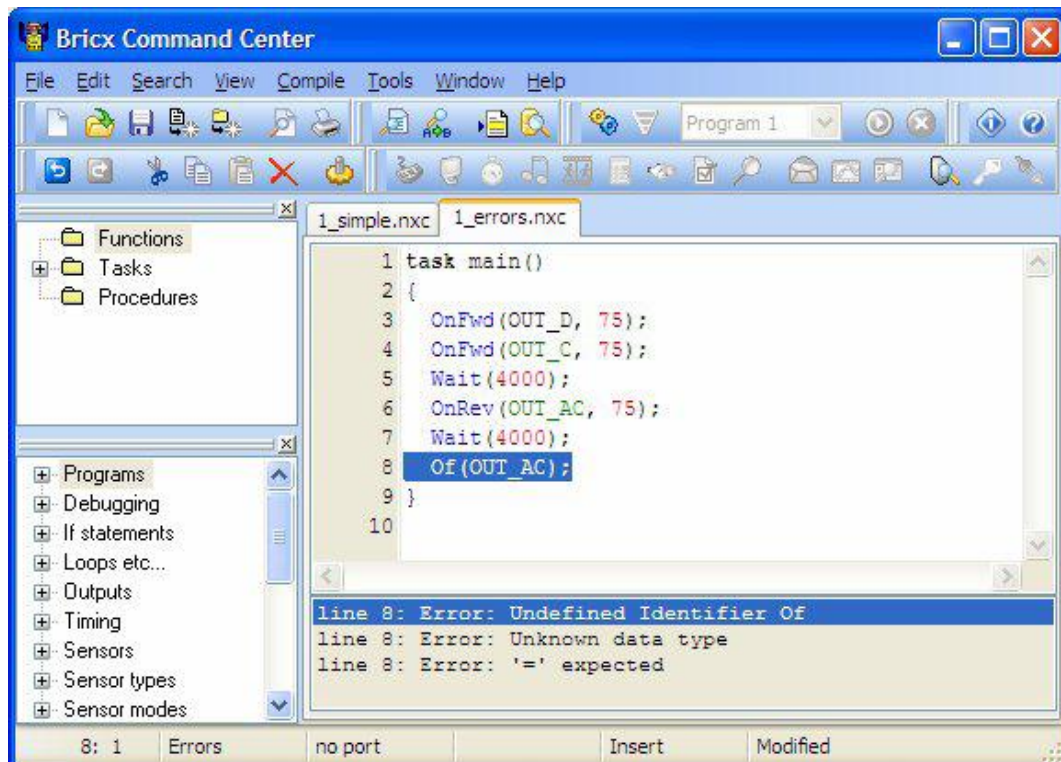 Bricx Command Center
File Edit Search View Compile Tools Window Help
Program 1
Functions
Tasks
Procedures
Programs
Debugging
If statements
Loops etc...
Outputs
Timing
Sensors
Sensor types
Sensor modes
1_simple.nxc 1_errors.nxc
1 task main()
2 {
3 OnFwd(OUT_D, 75);
4 OnFwd(OUT_C, 75);
5 Wait(4000);
6 OnRev(OUT_AC, 75);
7 Wait(4000);
8 Of(OUT_AC);
9 }
10
line 8: Error: Undefined Identifier Of
line 8: Error: Unknown data type
line 8: Error: '=' expected
8: 1 Errors no port Insert Modified